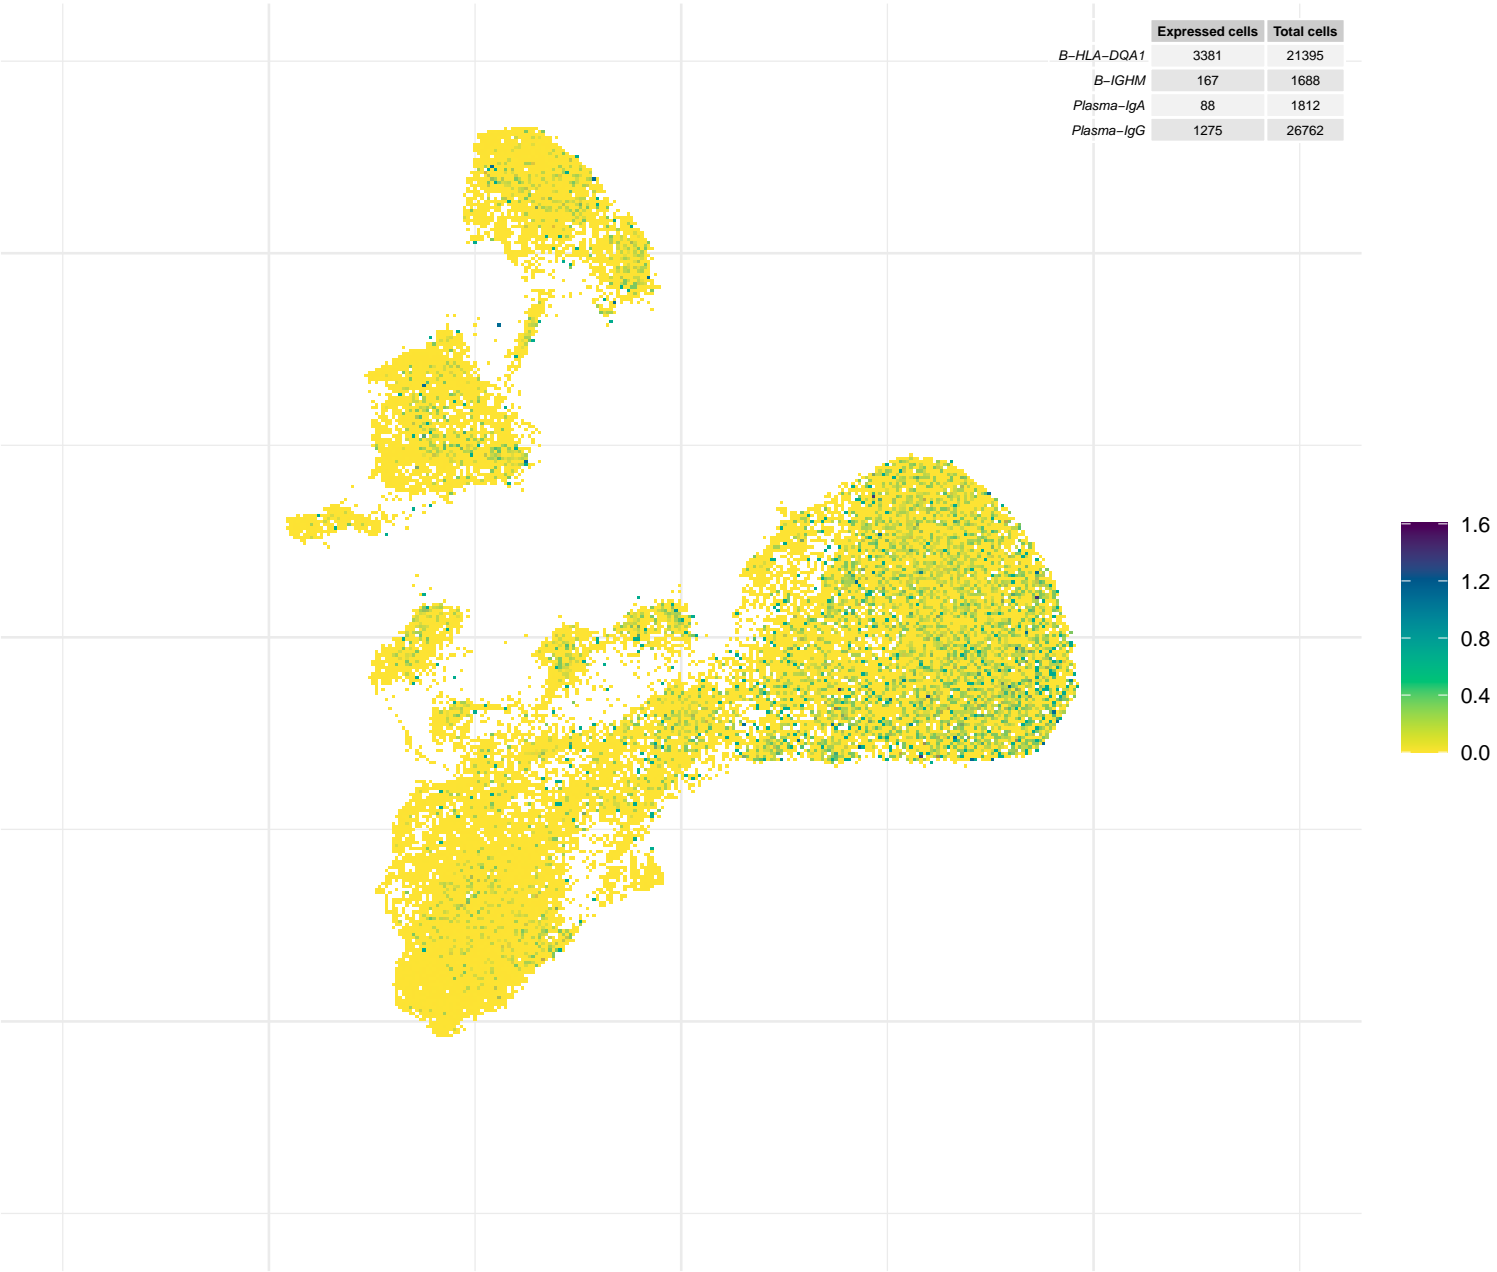 Expressed cells Total cells
B-HLA-DQA1 3381 21395
B-IGHM 167 1688
Plasma-IgA 88 1812
Plasma-IgG 1275 26762
1.6
1.2
0.8
0.4
0.0